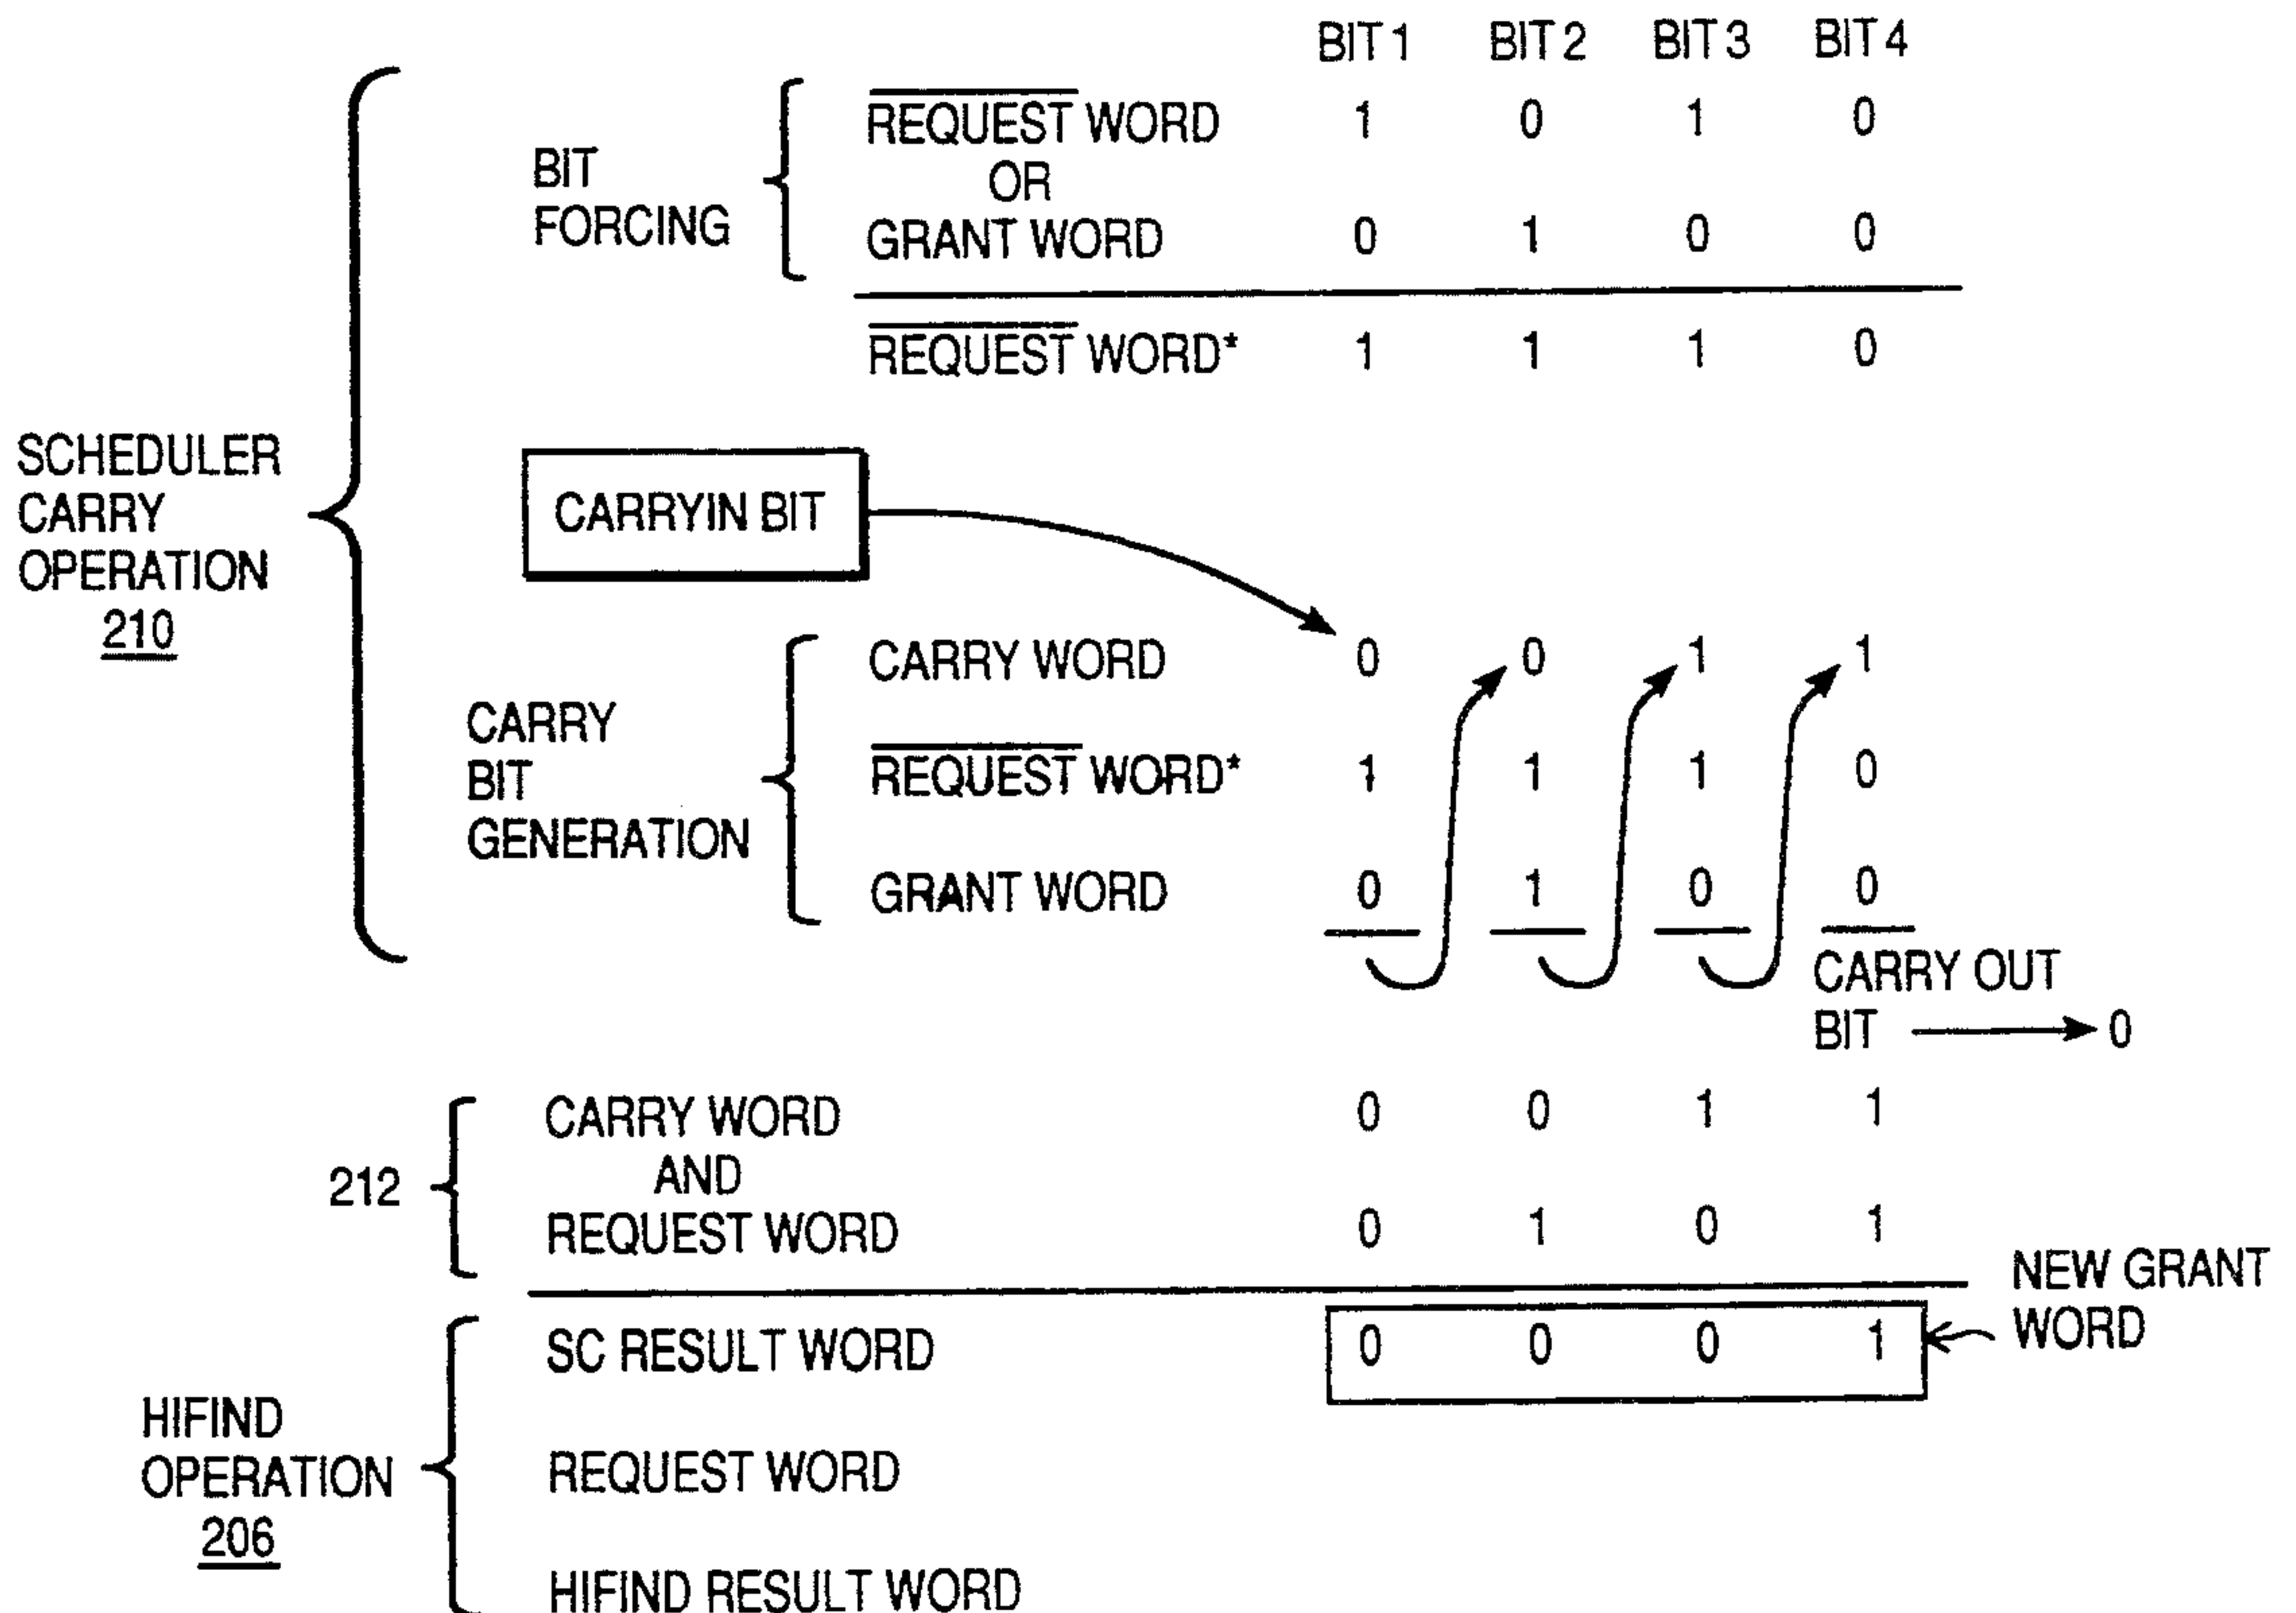 BIT 1 BIT 2 BIT 3 BIT 4
REQUEST WORD 1 0 1 0
BIT
FORCING
OR
GRANT WORD 0 1 0 0
REQUEST WORD* 1 1 1 0
SCHEDULER
CARRY
OPERATION
210
CARRYIN BIT
CARRY WORD 0 0 1 1
CARRY
BIT
GENERATION
REQUEST WORD* 1 1 1 0
GRANT WORD 0 1 0 0
CARRY OUT
BIT 0
CARRY WORD 0 0 1 1
212
AND
REQUEST WORD 0 1 0 1
NEW GRANT
WORD
SC RESULT WORD 0 0 0 1
HIFIND
OPERATION
206
REQUEST WORD
HIFIND RESULT WORD